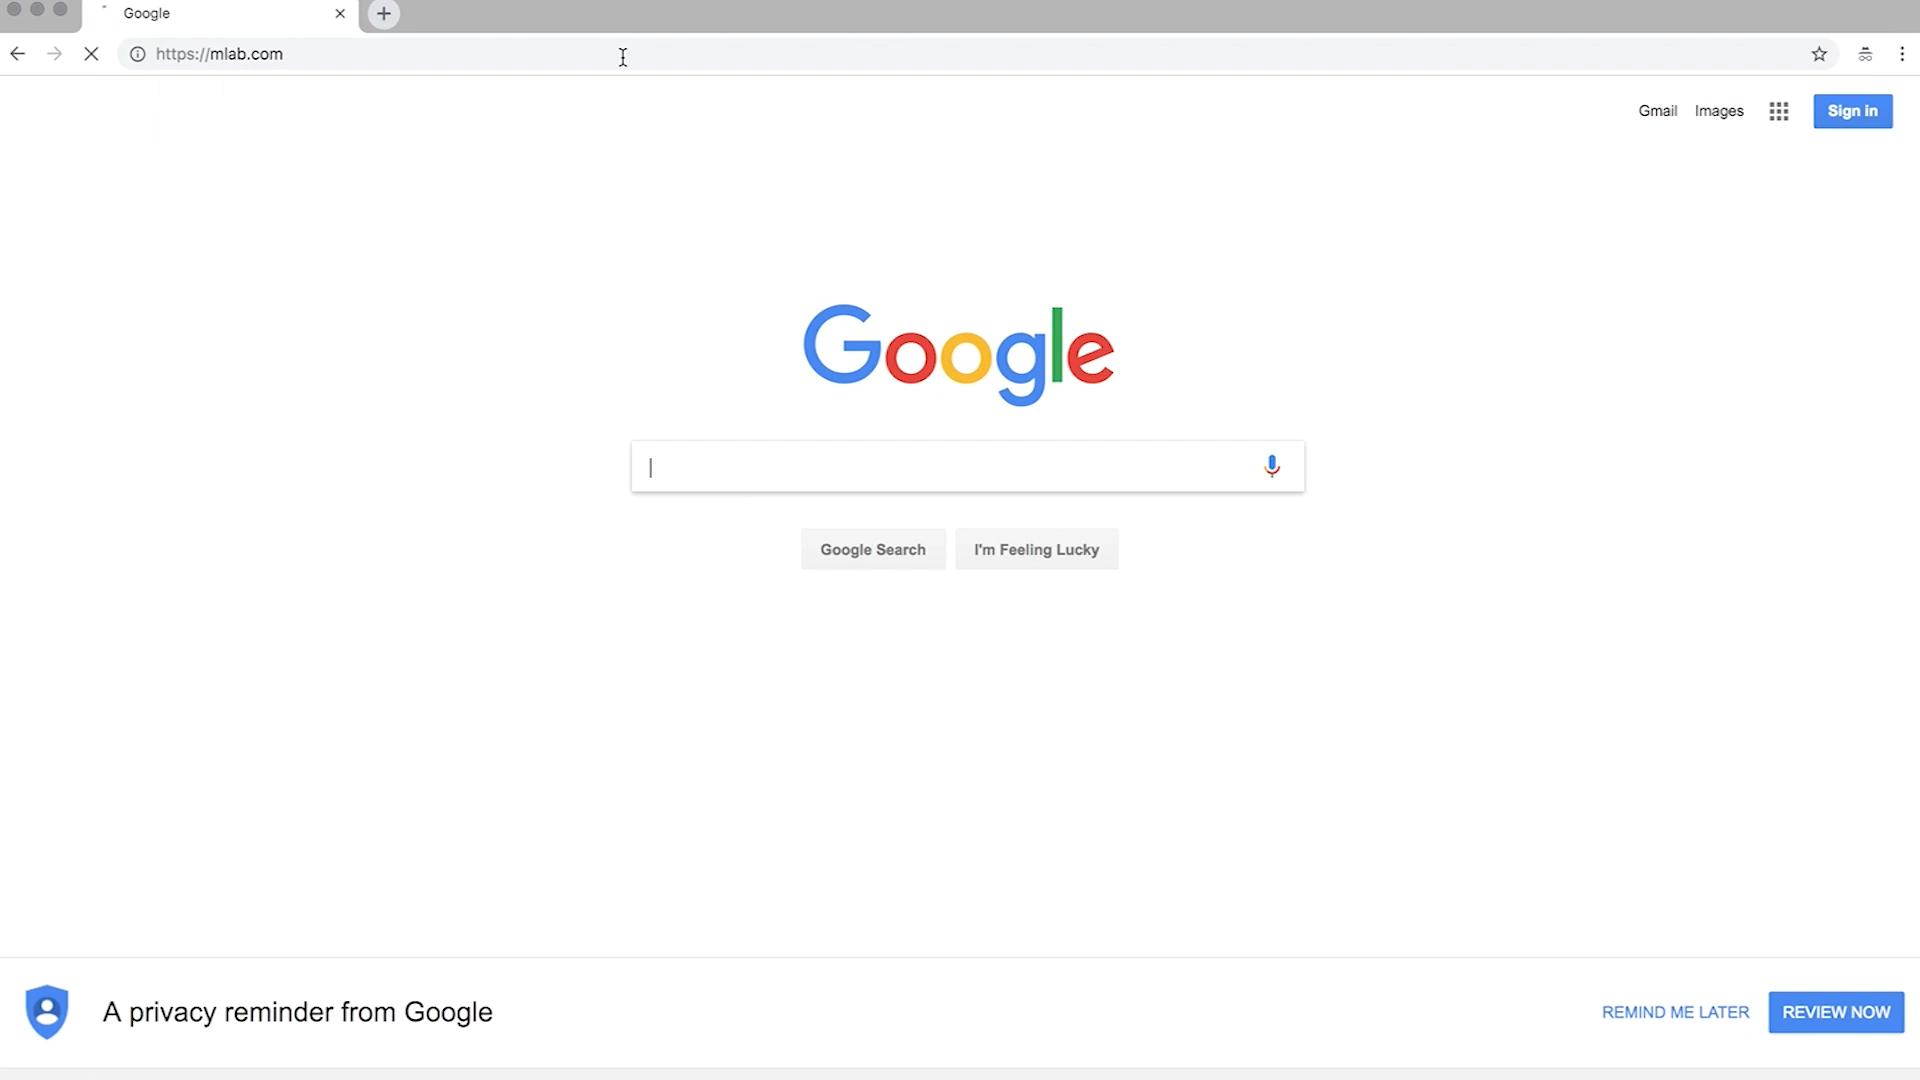 Google
https://mlab.com
Gmail Images Sign in
Google
Google Search I'm Feeling Lucky
A privacy reminder from Google REMIND ME LATER REVIEW NOW